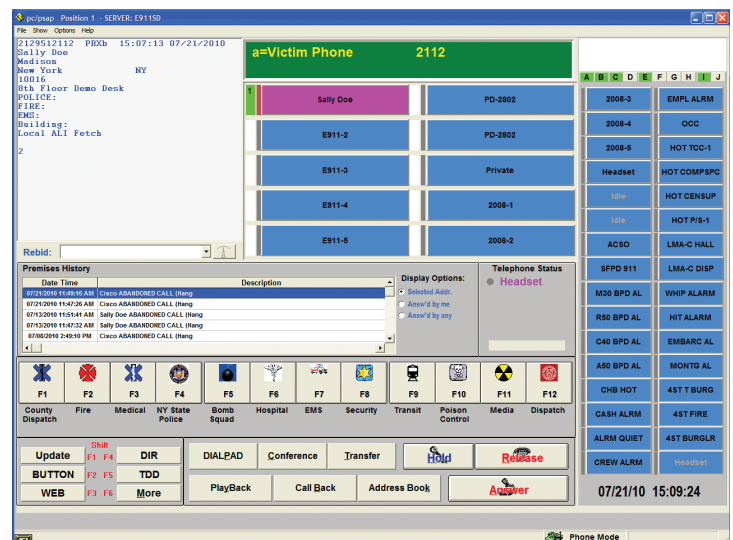 pc/psap Position 1 - SERVER: E911SD
File Show Options Help
2129512112 PBXb 15:07:13 07/21/2010
Sally Doe
Madison
New York NY
10016
8th Floor Demo Desk
POLICE:
FIRE:
EMS:
Building:
Local ALI Fetch
2
Rebid:
a=Victim Phone 2112
A B C D E F G H I J
1 Sally Doe PD-2802
E911-2 PD-2802
E911-3 Private
E911-4 2008-1
E911-5 2008-2
2008-3 EMPL ALRM
2008-4 OCC
2008-5 HOT TCC-1
Headset HOT COMPSPC
Idle HOT CENSUP
Idle HOT P/S-1
ACSO LMA-C HALL
SFPD 911 LMA-C DISP
M30 BPD AL WHIP ALARM
R50 BPD AL HIT ALARM
C40 BPD AL EMBARC AL
A50 BPD AL MONTG AL
CHB HOT 4ST T BURG
CASH ALRM 4ST FIRE
ALRM QUIET 4ST BURGLR
CREW ALRM Headset
Premises History
Date Time Description
07/21/2010 11:49:16 AM Cisco ABANDONED CALL (Hang
07/21/2010 11:47:26 AM Cisco ABANDONED CALL (Hang
07/13/2010 11:51:41 AM Sally Doe ABANDONED CALL (Hang
07/13/2010 11:47:32 AM Sally Doe ABANDONED CALL (Hang
07/08/2010 2:49:10 PM Cisco ABANDONED CALL (Hang
Display Options:
Selected Addr.
Answ'd by me
Answ'd by any
Telephone Status
Headset
F1 F2 F3 F4 F5 F6 F7 F8 F9 F10 F11 F12
County Dispatch
Fire
Medical
NY State Police
Bomb Squad
Hospital
EMS
Security
Transit
Poison Control
Media
Dispatch
Shift
Update F1 F4 DIR
BUTTON F2 F5 TDD
WEB F3 F6 More
DIALPAD Conference Transfer Hold Release
PlayBack Call Back Address Book Answer
07/21/10 15:09:24
Phone Mode